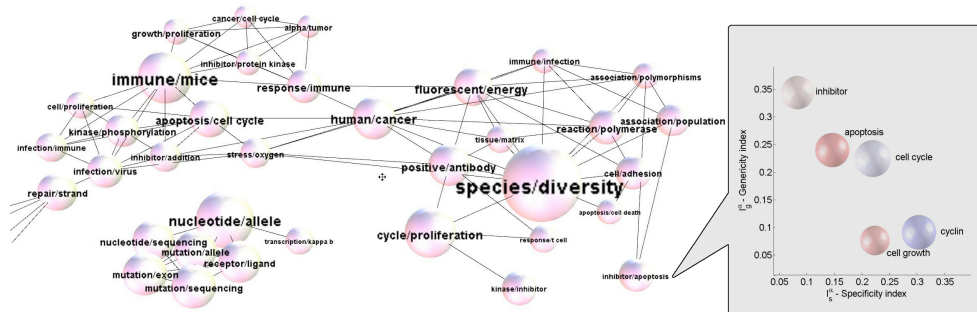 cancer/cell cycle
alpha/tumor
growth/proliferation
inhibitor/protein kinase
immune/mice
response/immune
immune/infection
association/polymorphisms
fluorescent/energy
cell/proliferation
kinase/phosphorylation
apoptosis/cell cycle
human/cancer
association/population
reaction/polymerase
tissue/matrix
infection/immune
inhibitor/addition
stress/oxygen
infection/virus
positive/antibody
cell/adhesion
species/diversity
repair/strand
apoptosis/cell death
nucleotide/allele
cycle/proliferation
response/t cell
nucleotide/sequencing
transcription/kappa b
mutation/allele
receptor/ligand
mutation/exon
mutation/sequencing
kinase/inhibitor
inhibitor/apoptosis
I_g^α - Genericity index
0.35
0.3
0.25
0.2
0.15
0.1
0.05
inhibitor
apoptosis
cell cycle
cyclin
cell growth
0.05 0.1 0.15 0.2 0.25 0.3 0.35
I_s^α - Specificity index